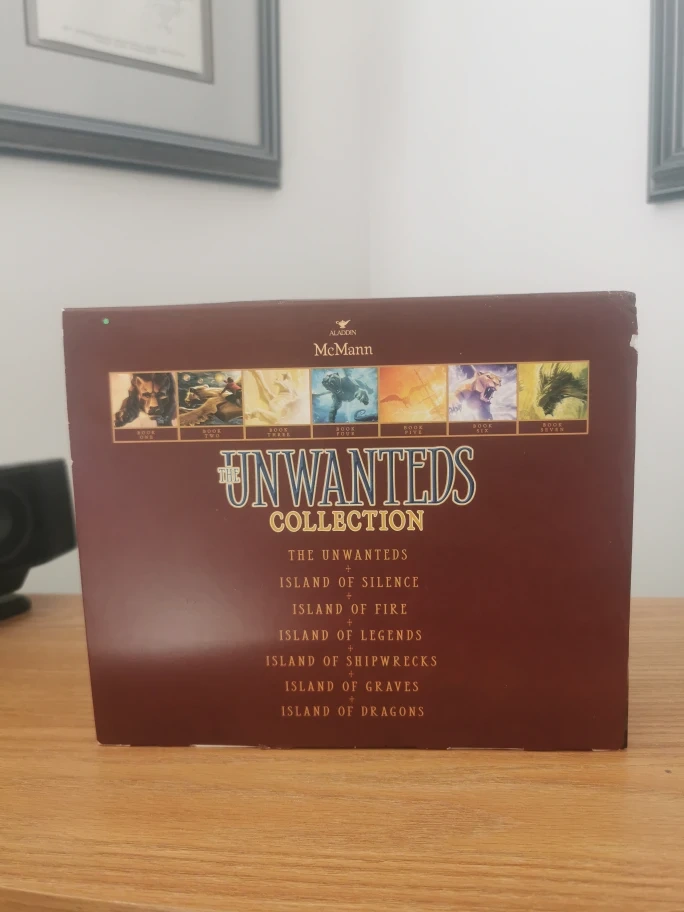 ALADDIN
McMann
BOOK ONE
BOOK TWO
BOOK THREE
BOOK FOUR
BOOK FIVE
BOOK SIX
BOOK SEVEN
THE UNWANTEDS
COLLECTION
THE UNWANTEDS
+
ISLAND OF SILENCE
+
ISLAND OF FIRE
+
ISLAND OF LEGENDS
+
ISLAND OF SHIPWRECKS
+
ISLAND OF GRAVES
+
ISLAND OF DRAGONS